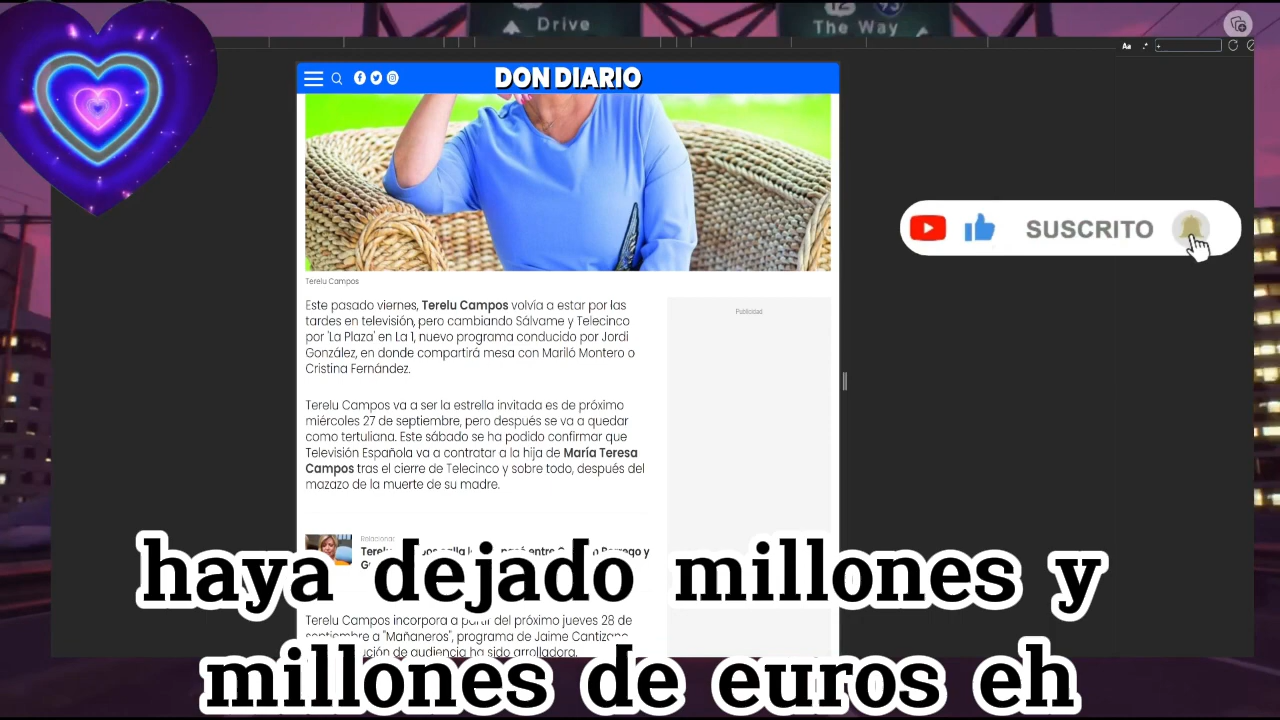 Drive
The Way
Aa
DON DIARIO
SUSCRITO
Terelu Campos
Este pasado viernes, Terelu Campos volvía a estar por las
tardes en televisión, pero cambiando Sálvame y Telecinco
por 'La Plaza' en La 1, nuevo programa conducido por Jordi
González, en donde compartirá mesa con Mariló Montero o
Cristina Fernández.
Publicidad
Terelu Campos va a ser la estrella invitada es de próximo
miércoles 27 de septiembre, pero después se va a quedar
como tertuliana. Este sábado se ha podido confirmar que
Televisión Española va a contratar a la hija de María Teresa
Campos tras el cierre de Telecinco y sobre todo, después del
mazazo de la muerte de su madre.
haya dejado millones y
Terelu Campos incorpora a partir del próximo jueves 28 de
septiembre a "Mañaneros", programa de Jaime Cantizano
de audiencia ha sido arrolladora.
millones de euros eh